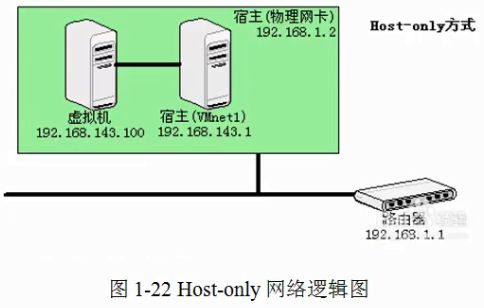 宿主(物理网卡)
192.168.1.2
Host-only方式
虚拟机
192.168.143.100
宿主(VMnet1)
192.168.143.1
路由器
192.168.1.1
图 1-22 Host-only 网络逻辑图